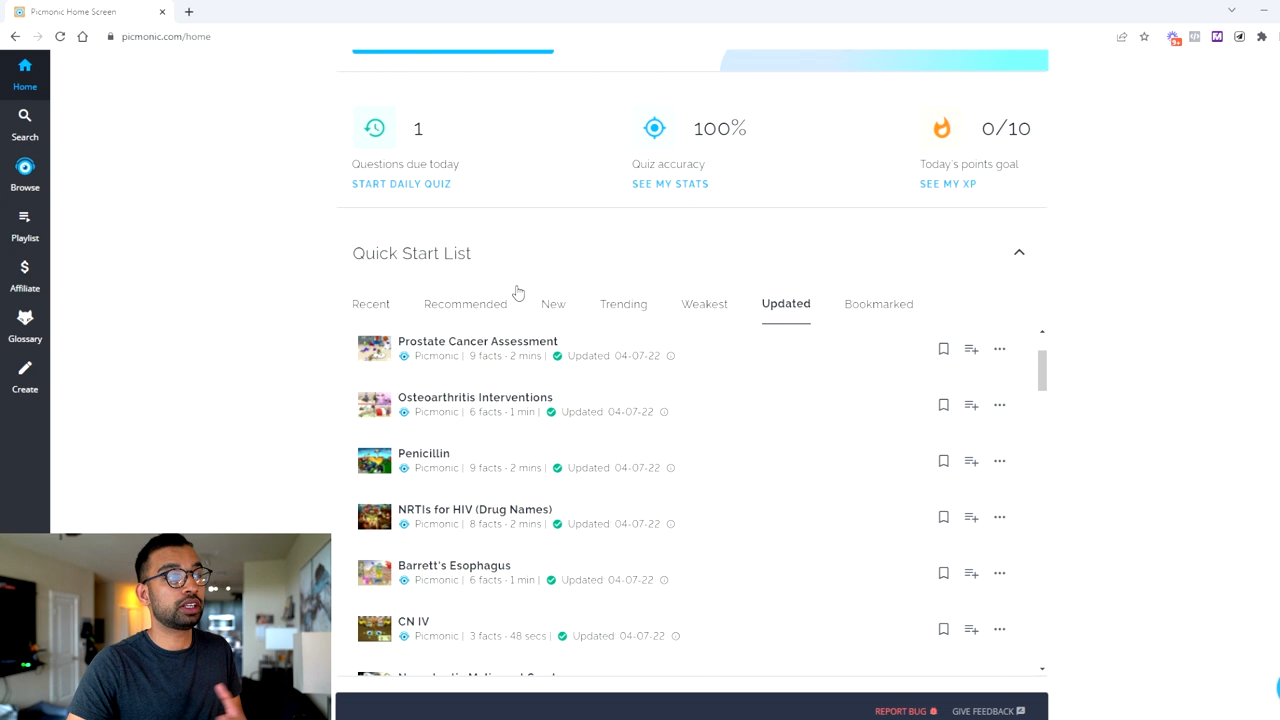 Picmonic Home Screen
picmonic.com/home
9+
Home
Search
Browse
Playlist
Affiliate
Glossary
Create
1
Questions due today
START DAILY QUIZ
100%
Quiz accuracy
SEE MY STATS
0/10
Today's points goal
SEE MY XP
Quick Start List
Recent Recommended New Trending Weakest Updated Bookmarked
Prostate Cancer Assessment
Picmonic | 9 facts · 2 mins | Updated 04-07-22
Osteoarthritis Interventions
Picmonic | 6 facts · 1 min | Updated 04-07-22
Penicillin
Picmonic | 9 facts · 2 mins | Updated 04-07-22
NRTIs for HIV (Drug Names)
Picmonic | 8 facts · 2 mins | Updated 04-07-22
Barrett's Esophagus
Picmonic | 6 facts · 1 min | Updated 04-07-22
CN IV
Picmonic | 3 facts · 48 secs | Updated 04-07-22
REPORT BUG GIVE FEEDBACK